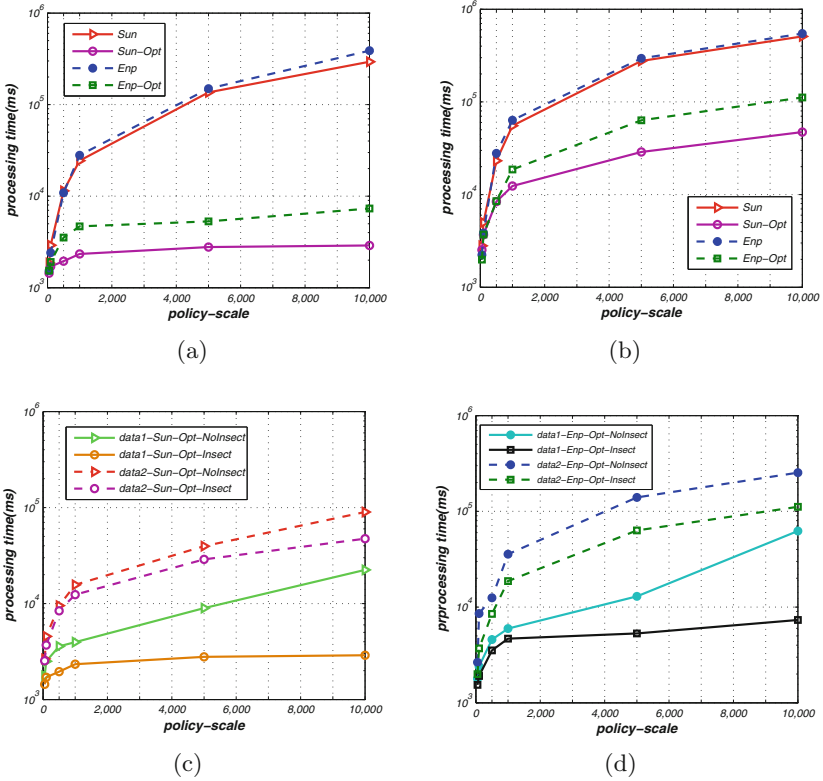 10^6
10^5
10^4
10^3
processing time(ms)
Sun
Sun-Opt
Enp
Enp-Opt
0 2,000 4,000 6,000 8,000 10,000
policy-scale
(a)
10^6
10^5
10^4
10^3
processing time(ms)
Sun
Sun-Opt
Enp
Enp-Opt
0 2,000 4,000 6,000 8,000 10,000
policy-scale
(b)
10^6
10^5
10^4
10^3
processing time(ms)
data1-Sun-Opt-NoInsect
data1-Sun-Opt-Insect
data2-Sun-Opt-NoInsect
data2-Sun-Opt-Insect
0 2,000 4,000 6,000 8,000 10,000
policy-scale
(c)
10^6
10^5
10^4
10^3
prprocessing time(ms)
data1-Enp-Opt-NoInsect
data1-Enp-Opt-Insect
data2-Enp-Opt-NoInsect
data2-Enp-Opt-Insect
0 2,000 4,000 6,000 8,000 10,000
policy-scale
(d)